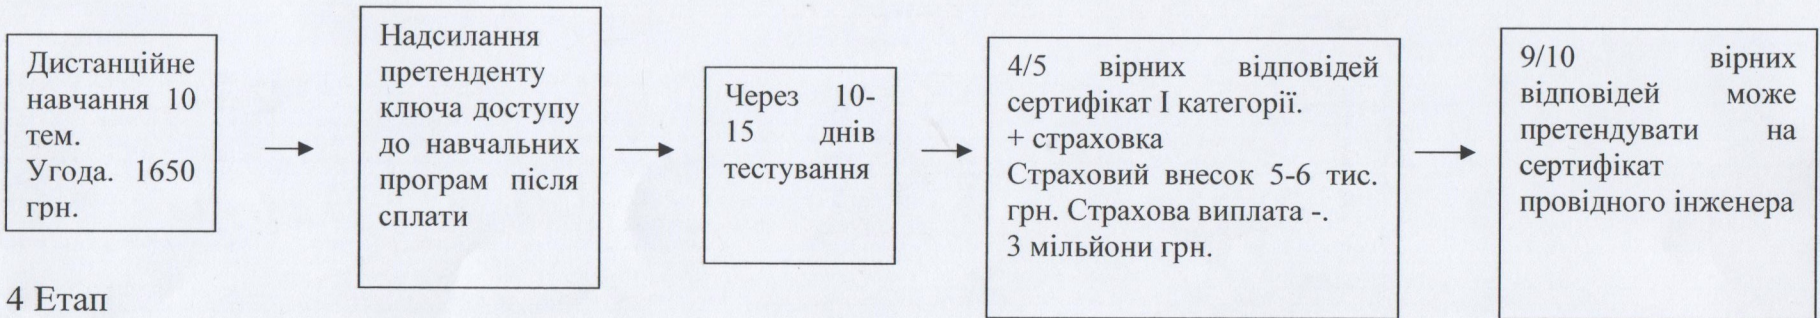 Дистанційне
навчання 10
тем.
Угода. 1650
грн.
Надсилання
претенденту
ключа доступу
до навчальних
програм після
сплати
Через 10-
15 днів
тестування
4/5 вірних відповідей
сертифікат I категорії.
+ страховка
Страховий внесок 5-6 тис.
грн. Страхова виплата -.
3 мільйони грн.
9/10 вірних
відповідей може
претендувати на
сертифікат
провідного інженера
4 Етап